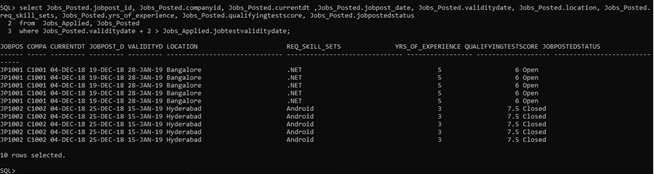 SQL> select Jobs_Posted.jobpost_id, Jobs_Posted.companyid, Jobs_Posted.currentdt ,Jobs_Posted.jobpost_date, Jobs_Posted.validitydate, Jobs_Posted.location, Jobs_Posted.
req_skill_sets, Jobs_Posted.yrs_of_experience, Jobs_Posted.qualifyingtestscore, Jobs_Posted.jobpostedstatus
2 from Jobs_Applied, Jobs_Posted
3 where Jobs_Posted.validitydate + 2 > Jobs_Applied.jobtestvaliditydate;
JOBPOS COMPA CURRENTDT JOBPOST_D VALIDITYD LOCATION REQ_SKILL_SETS YRS_OF_EXPERIENCE QUALIFYINGTESTSCORE JOBPOSTEDSTATUS
------ ----- --------- --------- --------- ------------------------------ ------------------------------ ----------------- ------------------- --------------------
-----
JP1001 C1001 04-DEC-18 19-DEC-18 28-JAN-19 Bangalore .NET 5 6 Open
JP1001 C1001 04-DEC-18 19-DEC-18 28-JAN-19 Bangalore .NET 5 6 Open
JP1001 C1001 04-DEC-18 19-DEC-18 28-JAN-19 Bangalore .NET 5 6 Open
JP1001 C1001 04-DEC-18 19-DEC-18 28-JAN-19 Bangalore .NET 5 6 Open
JP1001 C1001 04-DEC-18 19-DEC-18 28-JAN-19 Bangalore .NET 5 6 Open
JP1002 C1002 04-DEC-18 25-DEC-18 15-JAN-19 Hyderabad Android 3 7.5 Closed
JP1002 C1002 04-DEC-18 25-DEC-18 15-JAN-19 Hyderabad Android 3 7.5 Closed
JP1002 C1002 04-DEC-18 25-DEC-18 15-JAN-19 Hyderabad Android 3 7.5 Closed
JP1002 C1002 04-DEC-18 25-DEC-18 15-JAN-19 Hyderabad Android 3 7.5 Closed
JP1002 C1002 04-DEC-18 25-DEC-18 15-JAN-19 Hyderabad Android 3 7.5 Closed
10 rows selected.
SQL>